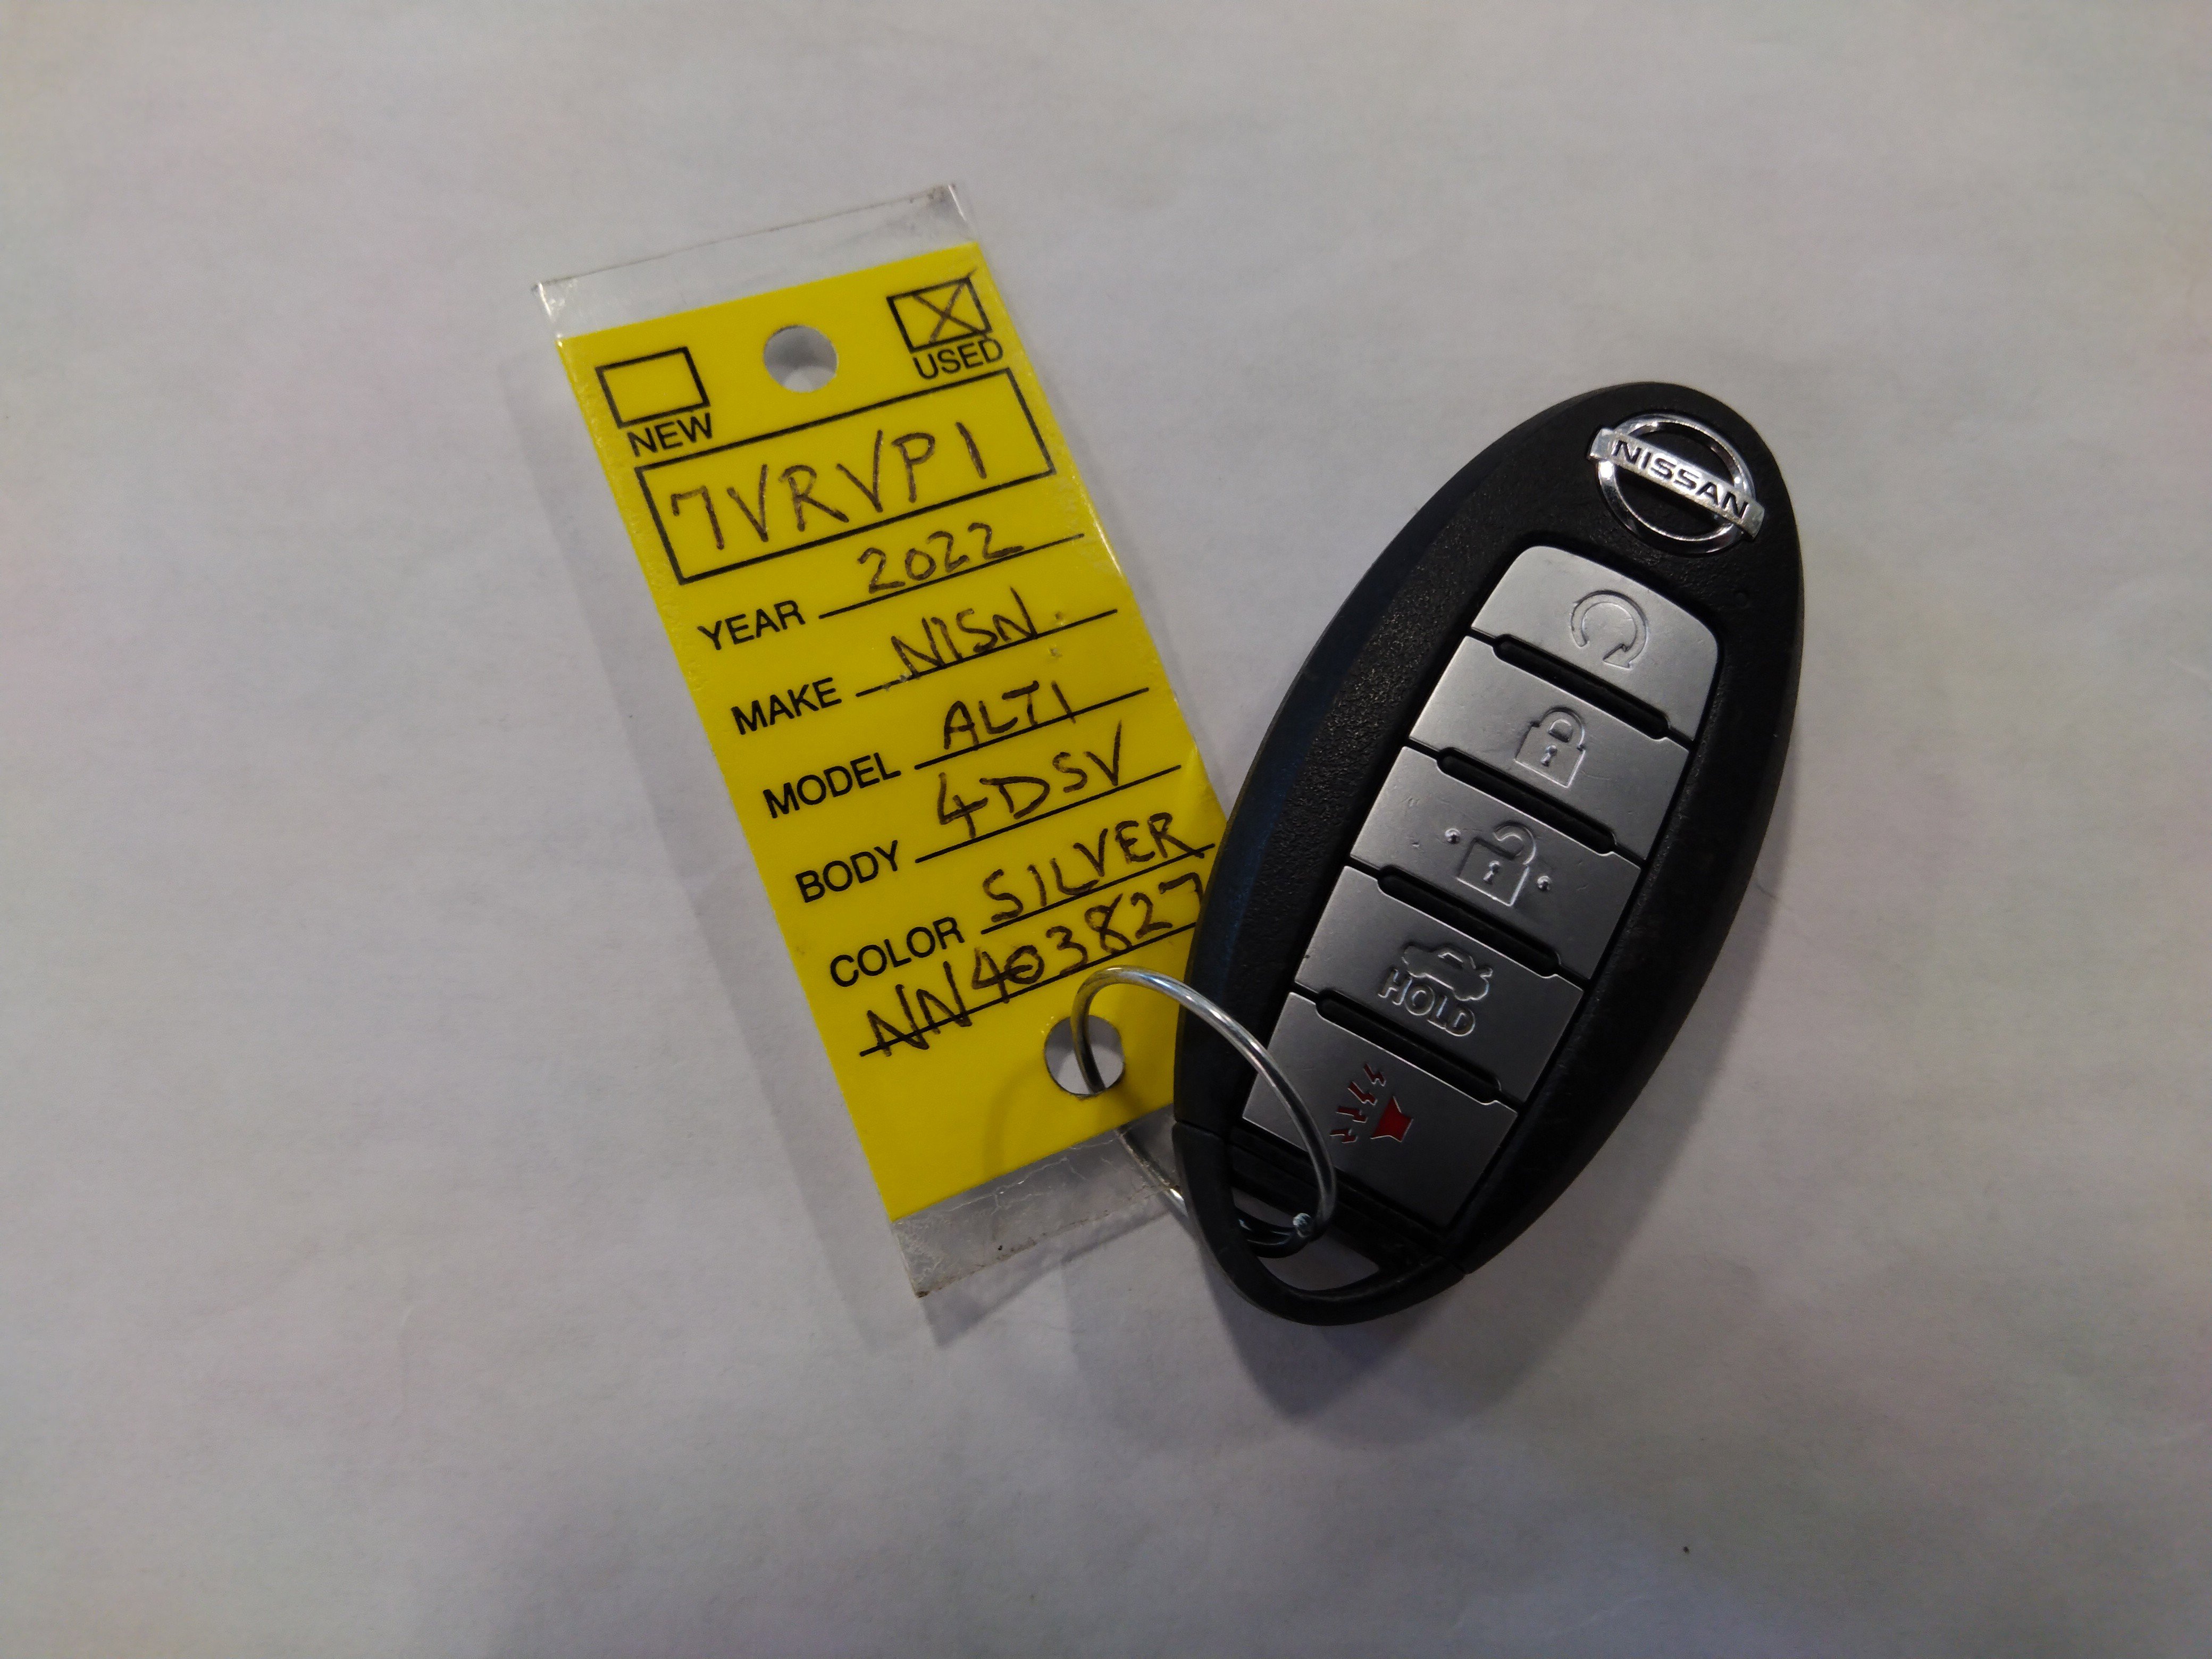 USED
NEW
7VRVP1
YEAR 2022
MAKE NISN.
MODEL ALTI
BODY 4DSV
COLOR SILVER
NN403827
NISSAN
HOLD